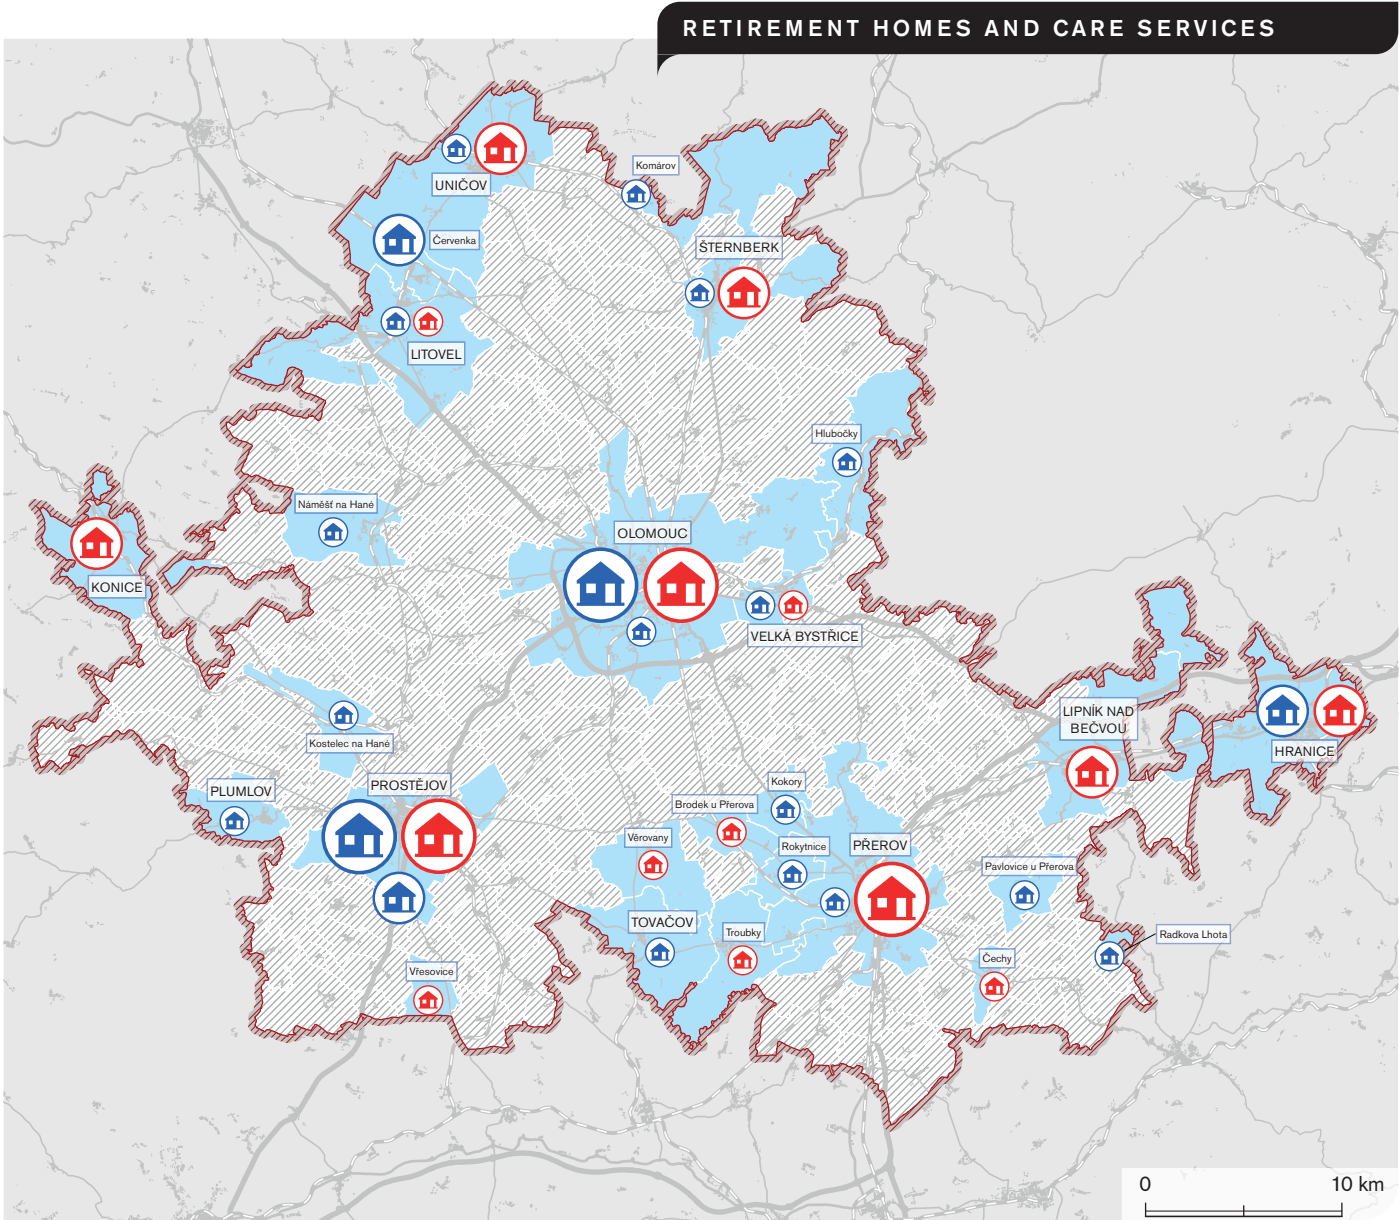 RETIREMENT HOMES AND CARE SERVICES
Komárov
UNIČOV
Červenka
ŠTERNBERK
LITOVEL
Hlubočky
Náměšť na Hané
OLOMOUC
KONICE
VELKÁ BYSTŘICE
LIPNÍK NAD
BEČVOU
Kostelec na Hané
HRANICE
PLUMLOV
PROSTĚJOV
Kokory
Brodek u Přerova
Věrovany
Rokytnice
PŘEROV
Pavlovice u Přerova
TOVAČOV
Troubky
Radkova Lhota
Čechy
Vřesovice
0 10 km